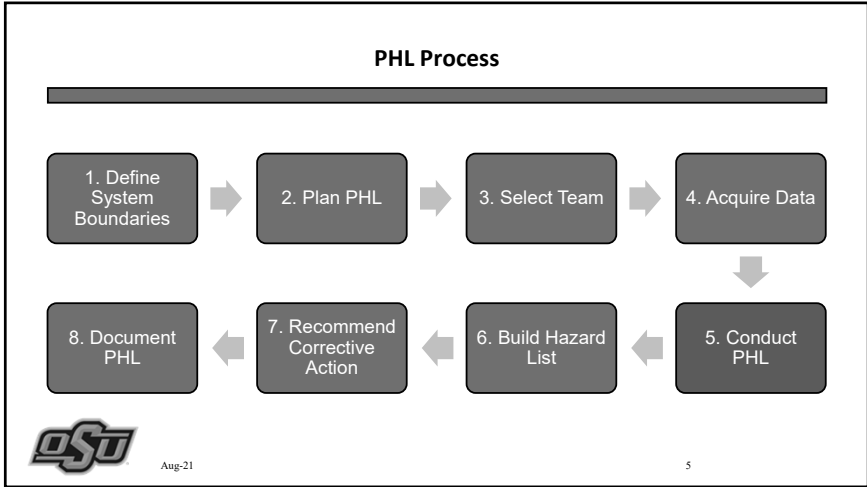 PHL Process
1. Define
System
Boundaries
2. Plan PHL
3. Select Team
4. Acquire Data
5. Conduct
PHL
6. Build Hazard
List
7. Recommend
Corrective
Action
8. Document
PHL
OSU
Aug-21
5